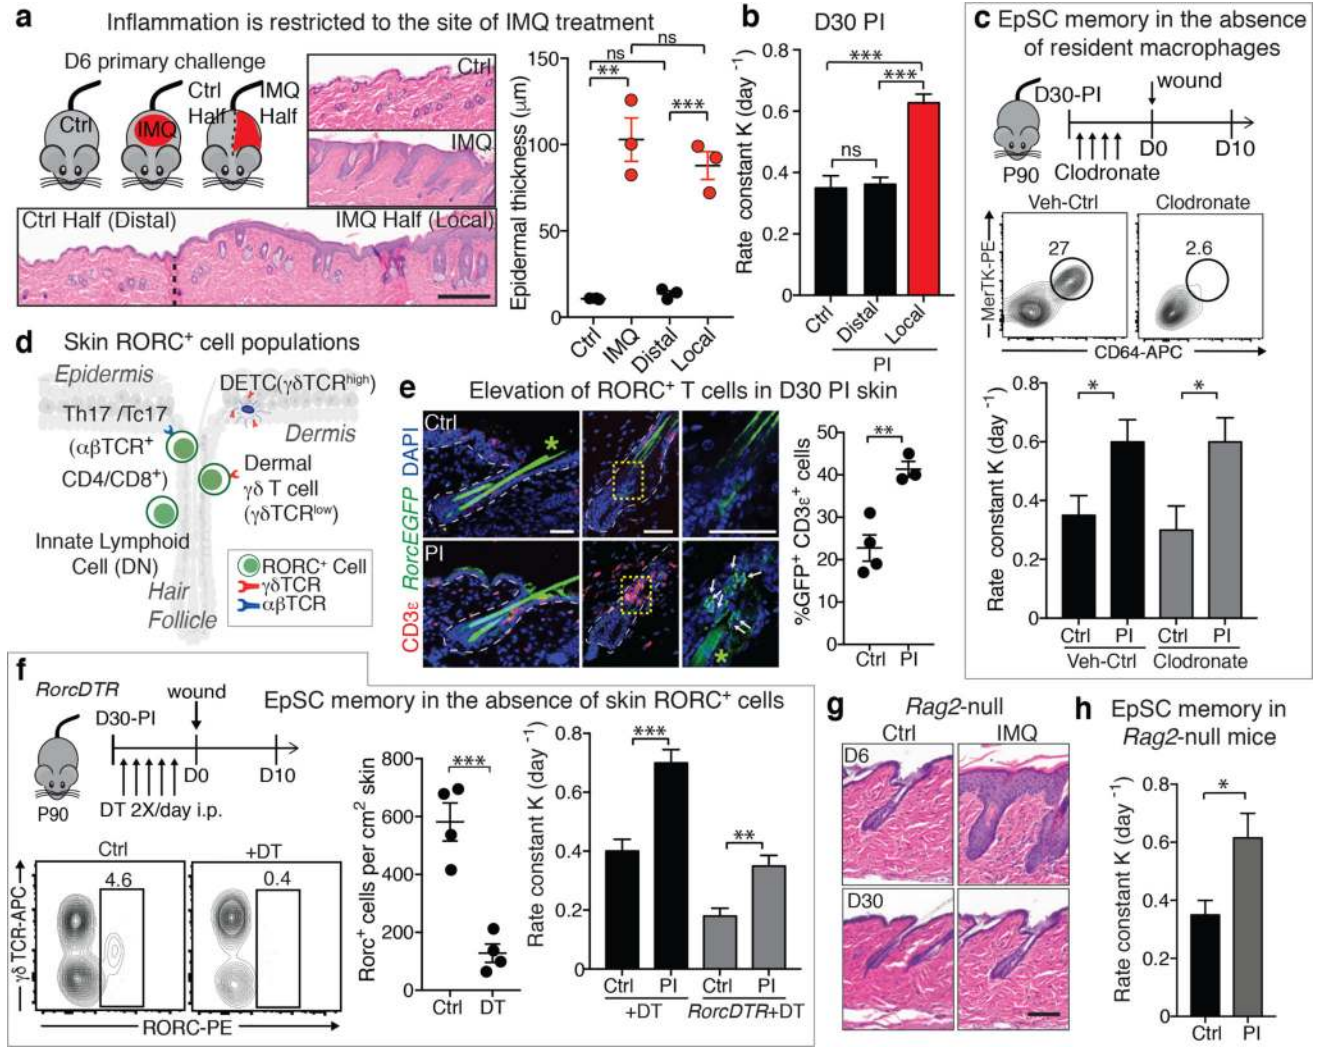 a Inflammation is restricted to the site of IMQ treatment
D6 primary challenge
Ctrl
IMQ
Ctrl
Half
IMQ
Half
Ctrl
IMQ
Ctrl Half (Distal)
IMQ Half (Local)
Epidermal thickness (μm)
150
100
50
0
ns
ns
**
***
Ctrl
IMQ
Distal
Local
b D30 PI
Rate constant K (day -1)
0.8
0.6
0.4
0.2
0
***
***
ns
Ctrl
Distal
Local
PI
c EpSC memory in the absence
of resident macrophages
wound
D30-PI
D0
D10
P90
Clodronate
Veh-Ctrl
Clodronate
27
2.6
MerTK-PE
CD64-APC
Rate constant K (day -1)
0.8
0.6
0.4
0.2
0
*
*
Ctrl
PI
Ctrl
PI
Veh-Ctrl
Clodronate
d Skin RORC+ cell populations
Epidermis
DETC(γδTCRhigh)
Th17 /Tc17
(αβTCR+
CD4/CD8+)
Dermis
Dermal
γδ T cell
(γδTCRlow)
Innate Lymphoid
Cell (DN)
Hair
Follicle
RORC+ Cell
γδTCR
αβTCR
e Elevation of RORC+ T cells in D30 PI skin
CD3ε RorcEGFP DAPI
Ctrl
*
PI
*
%GFP+ CD3ε+ cells
50
40
30
20
10
0
**
Ctrl
PI
f EpSC memory in the absence of skin RORC+ cells
RorcDTR
wound
D30-PI
D0
D10
P90
DT 2X/day i.p.
Ctrl
+DT
4.6
0.4
γδ TCR-APC
RORC-PE
Rorc+ cells per cm2 skin
800
600
400
200
0
***
Ctrl
DT
Rate constant K (day -1)
0.8
0.6
0.4
0.2
0
***
**
Ctrl
PI
Ctrl
PI
+DT
RorcDTR+DT
g Rag2-null
Ctrl
IMQ
D6
D30
h EpSC memory in
Rag2-null mice
Rate constant K (day -1)
0.8
0.6
0.4
0.2
0
*
Ctrl
PI